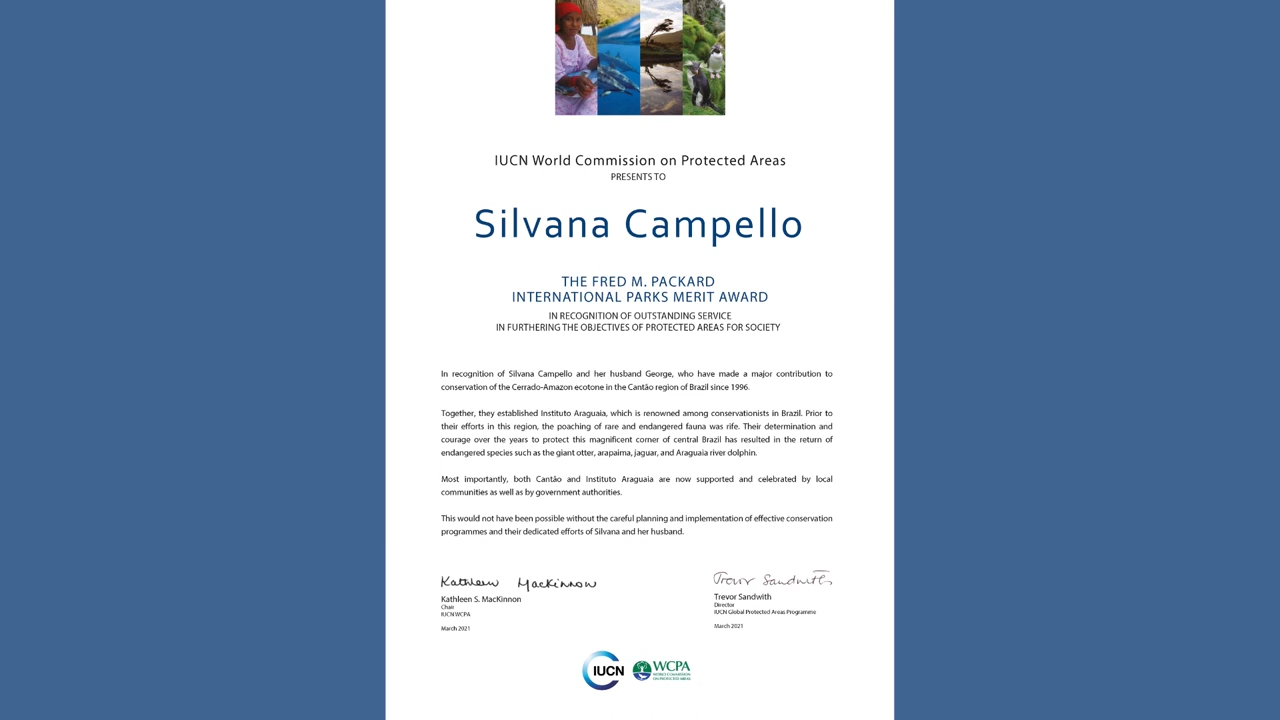 IUCN World Commission on Protected Areas
PRESENTS TO
Silvana Campello
THE FRED M. PACKARD
INTERNATIONAL PARKS MERIT AWARD
IN RECOGNITION OF OUTSTANDING SERVICE
IN FURTHERING THE OBJECTIVES OF PROTECTED AREAS FOR SOCIETY
In recognition of Silvana Campello and her husband George, who have made a major contribution to
conservation of the Cerrado-Amazon ecotone in the Cantão region of Brazil since 1996.
Together, they established Instituto Araguaia, which is renowned among conservationists in Brazil. Prior to
their efforts in this region, the poaching of rare and endangered fauna was rife. Their determination and
courage over the years to protect this magnificent corner of central Brazil has resulted in the return of
endangered species such as the giant otter, arapaima, jaguar, and Araguaia river dolphin.
Most importantly, both Cantão and Instituto Araguaia are now supported and celebrated by local
communities as well as by government authorities.
This would not have been possible without the careful planning and implementation of effective conservation
programmes and their dedicated efforts of Silvana and her husband.
Kathleen MacKinnon
Kathleen S. MacKinnon
Chair
IUCN WCPA
March 2021
Trevor Sandwith
Trevor Sandwith
Director
IUCN Global Protected Areas Programme
March 2021
IUCN
WCPA
WORLD COMMISSION
ON PROTECTED AREAS